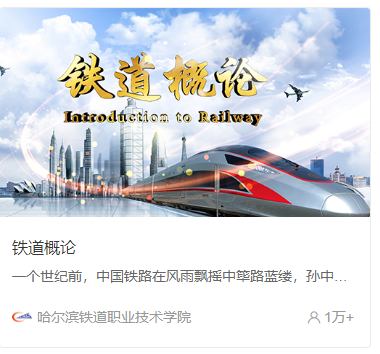 铁道概论
Introduction to Railway
铁道概论
一个世纪前，中国铁路在风雨飘摇中筚路蓝缕，孙中...
哈尔滨铁道职业技术学院
1万+